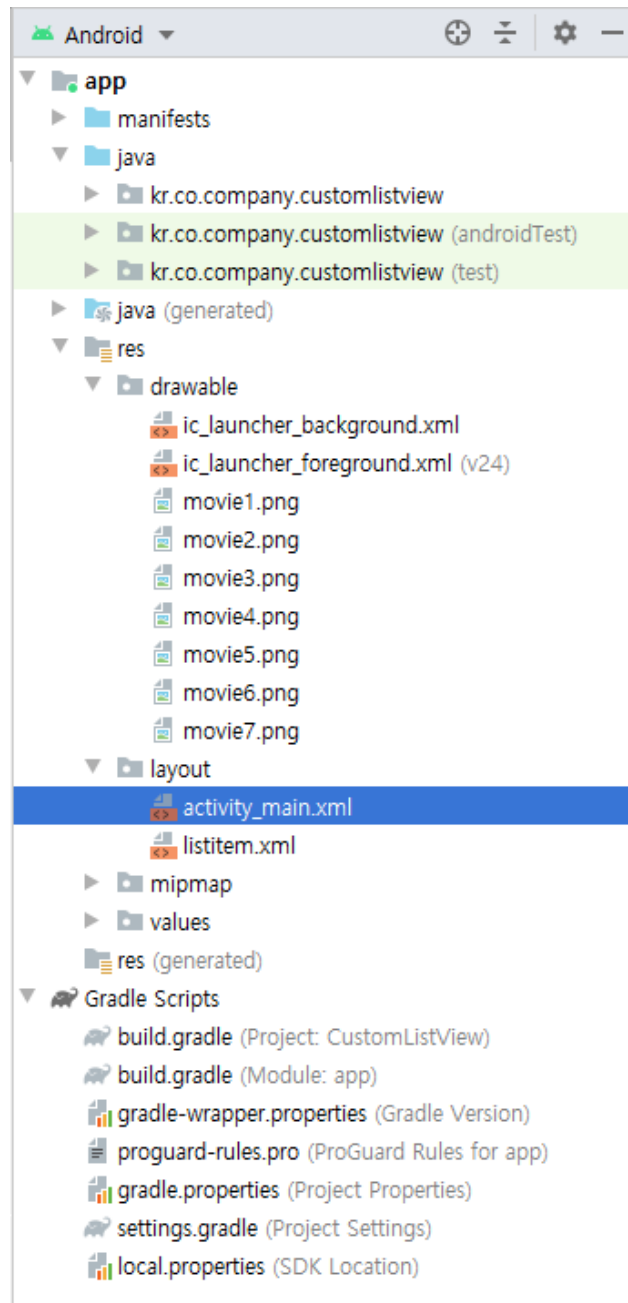 Android
app
manifests
java
kr.co.company.customlistview
kr.co.company.customlistview (androidTest)
kr.co.company.customlistview (test)
java (generated)
res
drawable
ic_launcher_background.xml
ic_launcher_foreground.xml (v24)
movie1.png
movie2.png
movie3.png
movie4.png
movie5.png
movie6.png
movie7.png
layout
activity_main.xml
listitem.xml
mipmap
values
res (generated)
Gradle Scripts
build.gradle (Project: CustomListView)
build.gradle (Module: app)
gradle-wrapper.properties (Gradle Version)
proguard-rules.pro (ProGuard Rules for app)
gradle.properties (Project Properties)
settings.gradle (Project Settings)
local.properties (SDK Location)